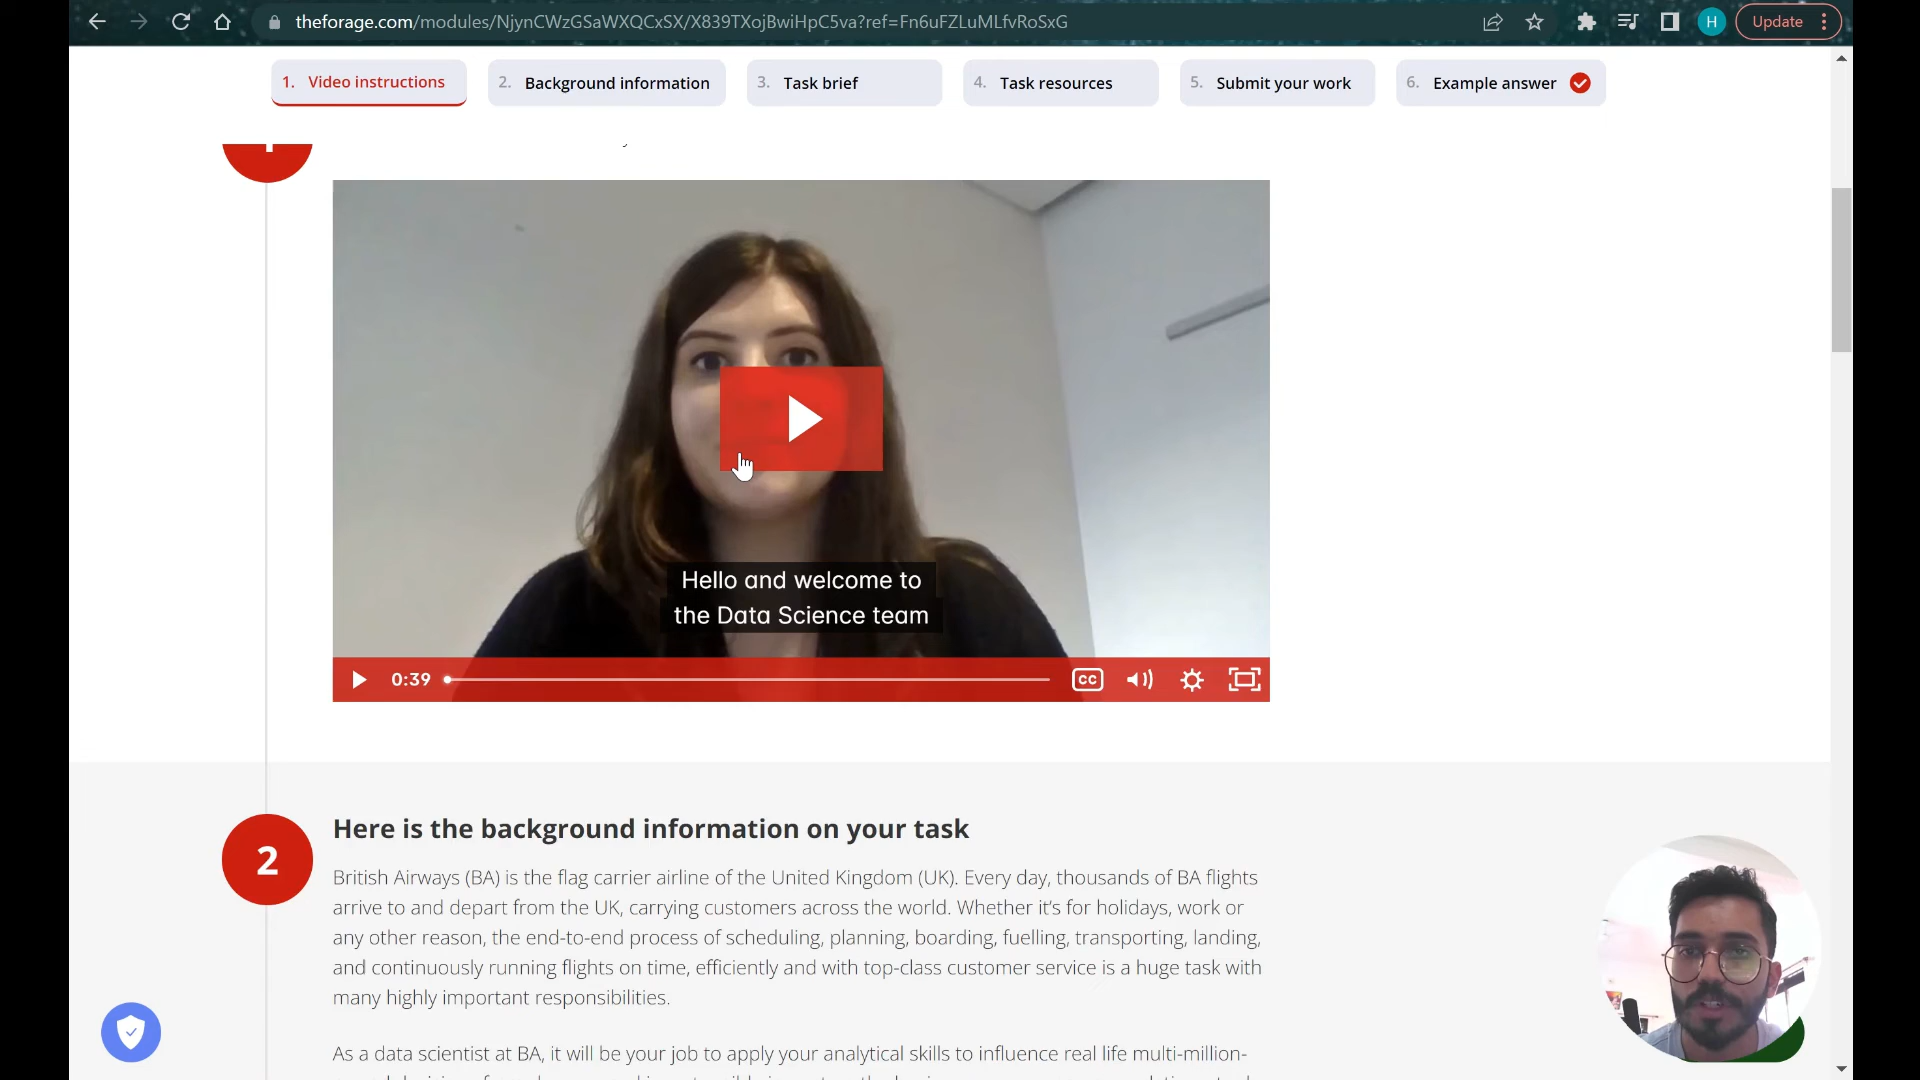 theforage.com/modules/NjynCWzGSaWXQCxSX/X839TXojBwiHpC5va?ref=Fn6uFZLuMLfvRoSxG
H
Update
1. Video instructions
2. Background information
3. Task brief
4. Task resources
5. Submit your work
6. Example answer
Hello and welcome to
the Data Science team
0:39
CC
2
Here is the background information on your task
British Airways (BA) is the flag carrier airline of the United Kingdom (UK). Every day, thousands of BA flights
arrive to and depart from the UK, carrying customers across the world. Whether it's for holidays, work or
any other reason, the end-to-end process of scheduling, planning, boarding, fuelling, transporting, landing,
and continuously running flights on time, efficiently and with top-class customer service is a huge task with
many highly important responsibilities.
As a data scientist at BA, it will be your job to apply your analytical skills to influence real life multi-million-